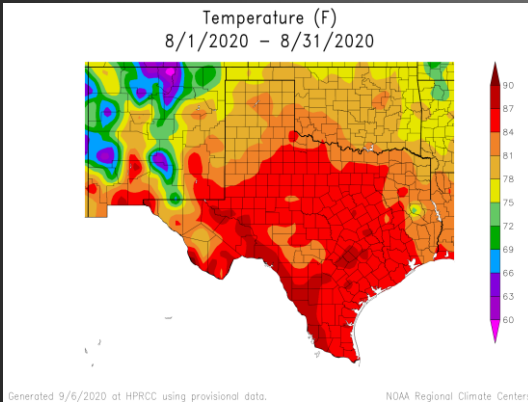 Temperature (F)
8/1/2020 – 8/31/2020
90
87
84
81
78
75
72
69
66
63
60
Generated 9/6/2020 at HPRCC using provisional data.
NOAA Regional Climate Centers